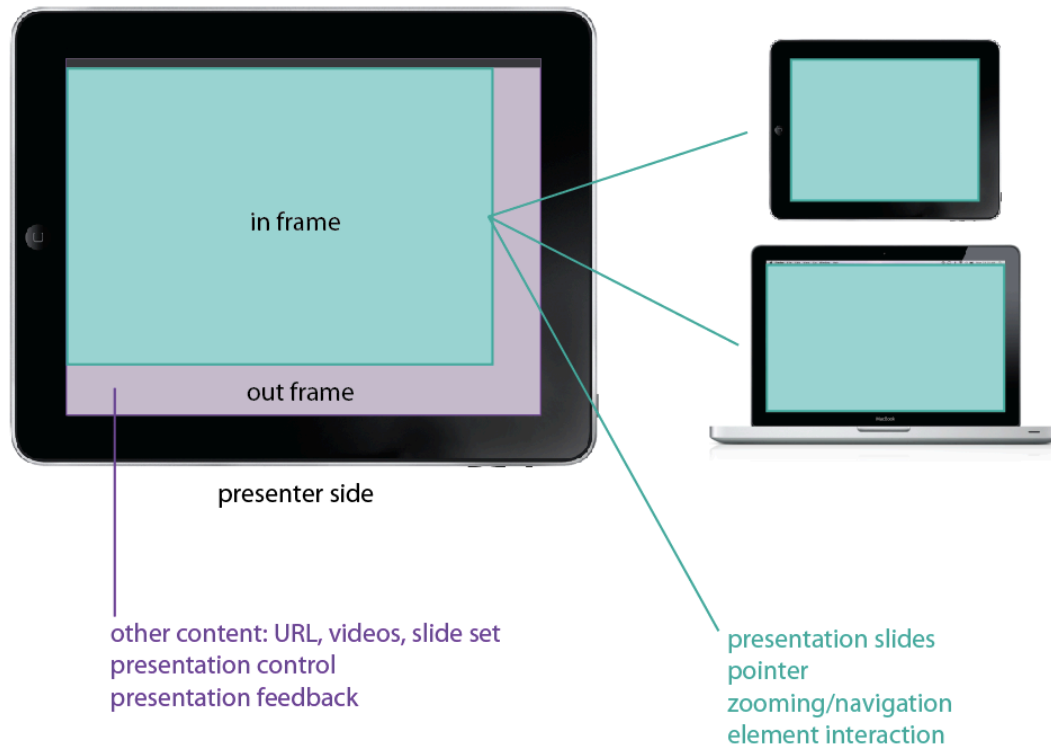 in frame
out frame
MacBook
presenter side
other content: URL, videos, slide set
presentation control
presentation feedback
presentation slides
pointer
zooming/navigation
element interaction